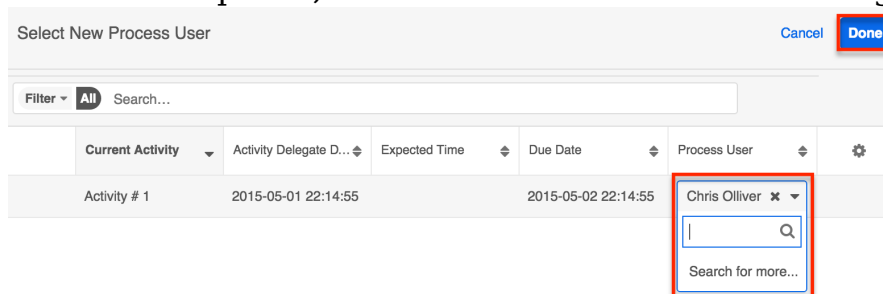 Select New Process User Cancel Done
Filter All Search...
Current Activity Activity Delegate D... Expected Time Due Date Process User
Activity # 1 2015-05-01 22:14:55 2015-05-02 22:14:55 Chris Olliver
Search for more...